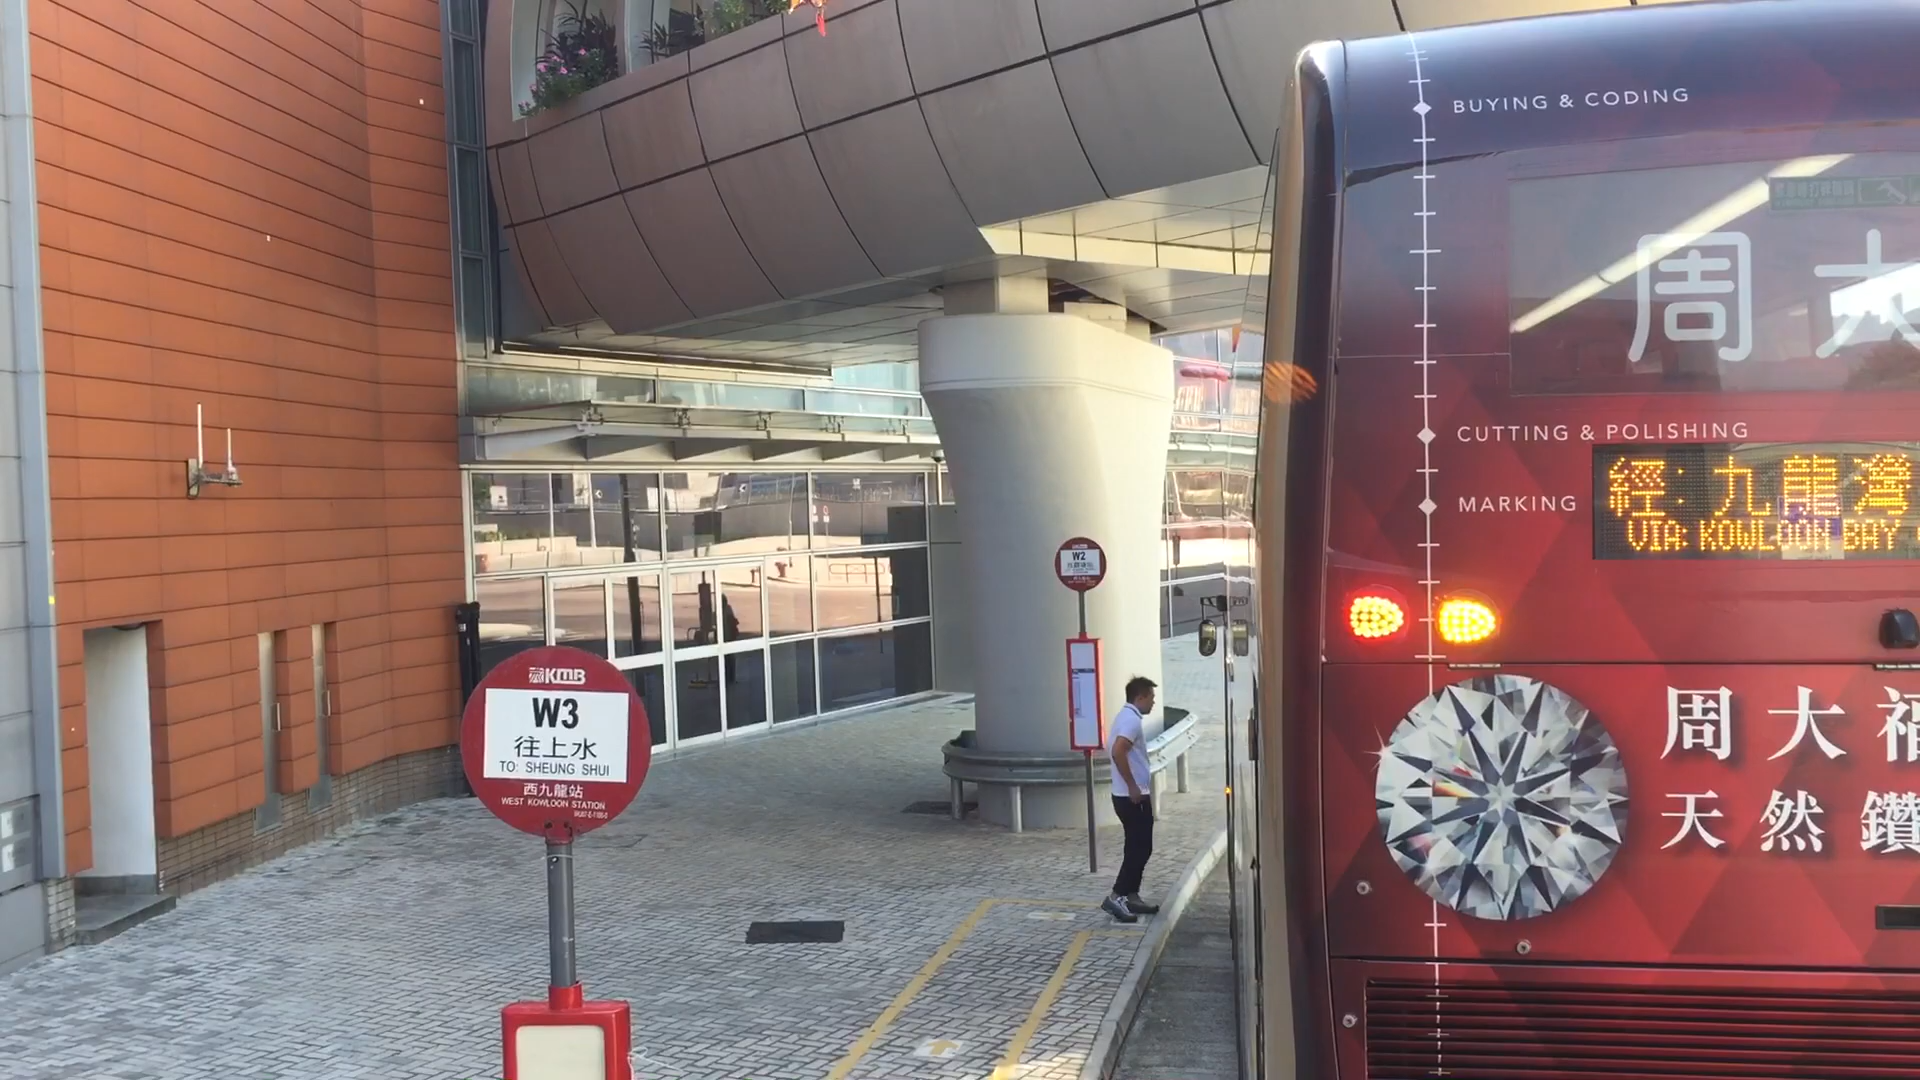 KMB
W3
往上水
TO: SHEUNG SHUI
西九龍站
WEST KOWLOON STATION
W2
BUYING & CODING
周大
CUTTING & POLISHING
MARKING
經: 九龍灣
VIA: KOWLOON BAY
周大福
天然鑽